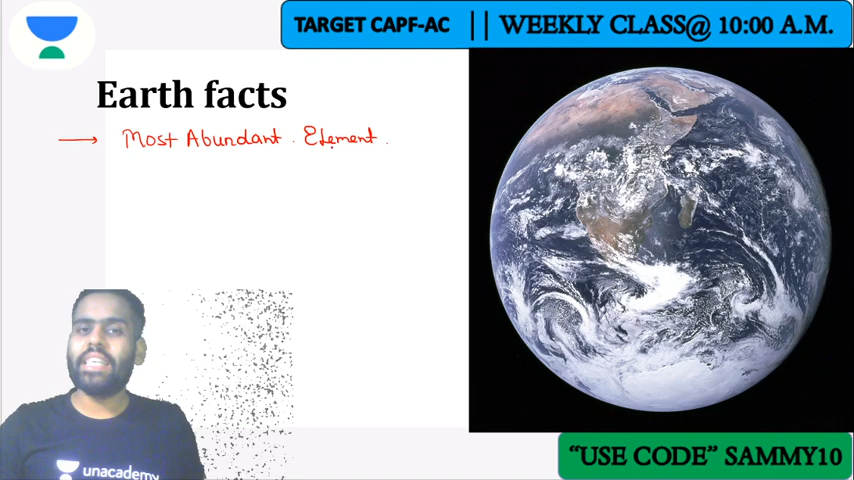 TARGET CAPF-AC || WEEKLY CLASS@ 10:00 A.M.
Earth facts
→ Most Abundant . Element .
unacademy
“USE CODE” SAMMY10